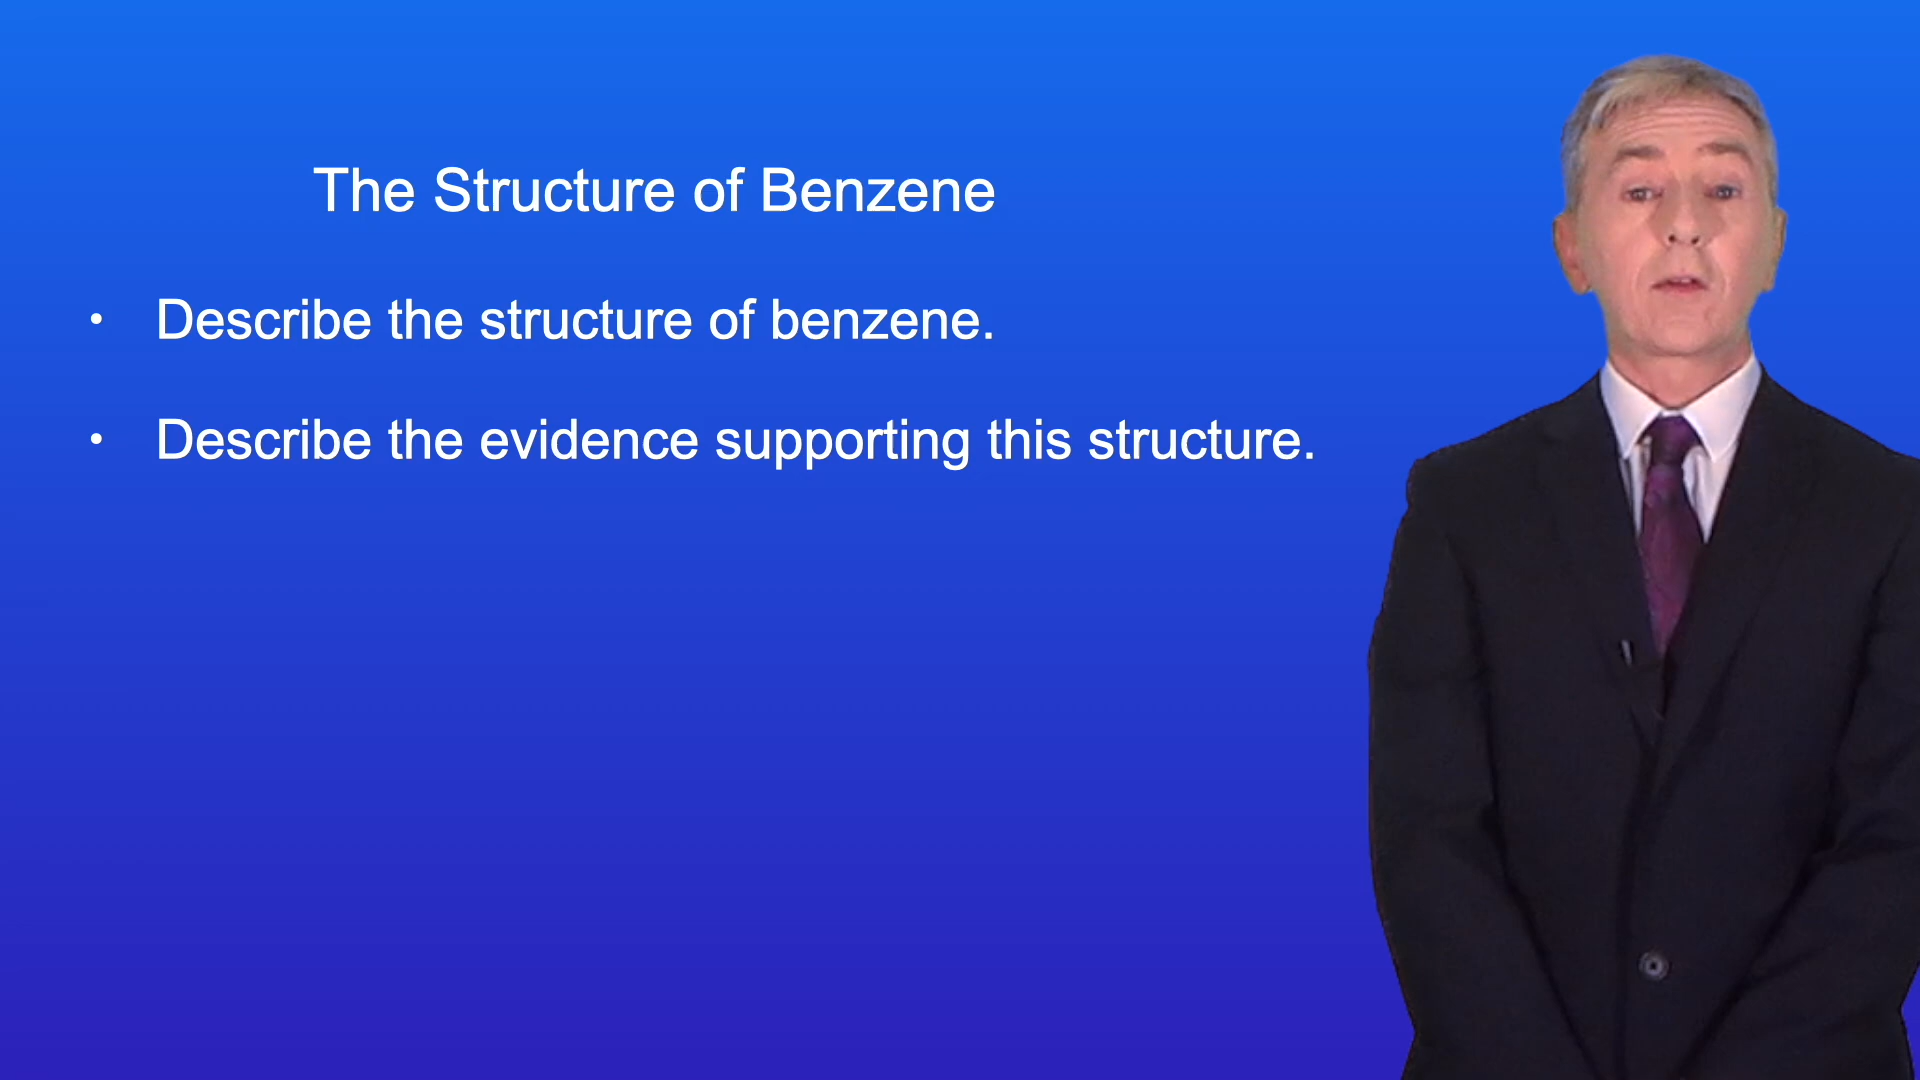 The Structure of Benzene
• Describe the structure of benzene.
• Describe the evidence supporting this structure.